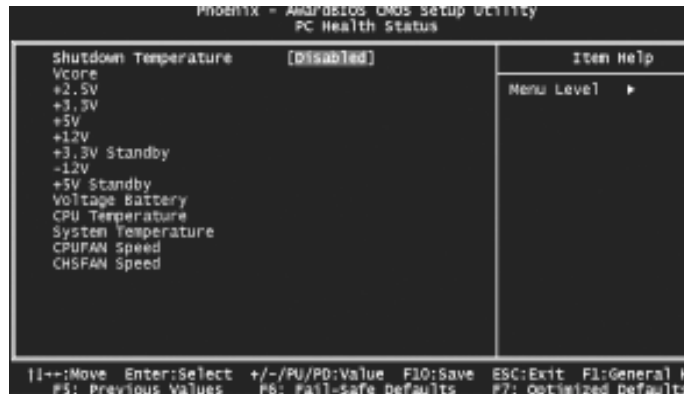 Phoenix - AwardBIOS CMOS Setup Utility
PC Health Status
Shutdown Temperature [Disabled]
Vcore
+2.5V
+3.3V
+5V
+12V
+3.3V Standby
-12V
+5V Standby
Voltage Battery
CPU Temperature
System Temperature
CPUFAN Speed
CHSFAN Speed
Item Help
Menu Level ▸
↑↓→←:Move Enter:Select +/-/PU/PD:Value F10:Save ESC:Exit F1:General H
F5: Previous Values F6: Fail-Safe Defaults F7: Optimized Defaults